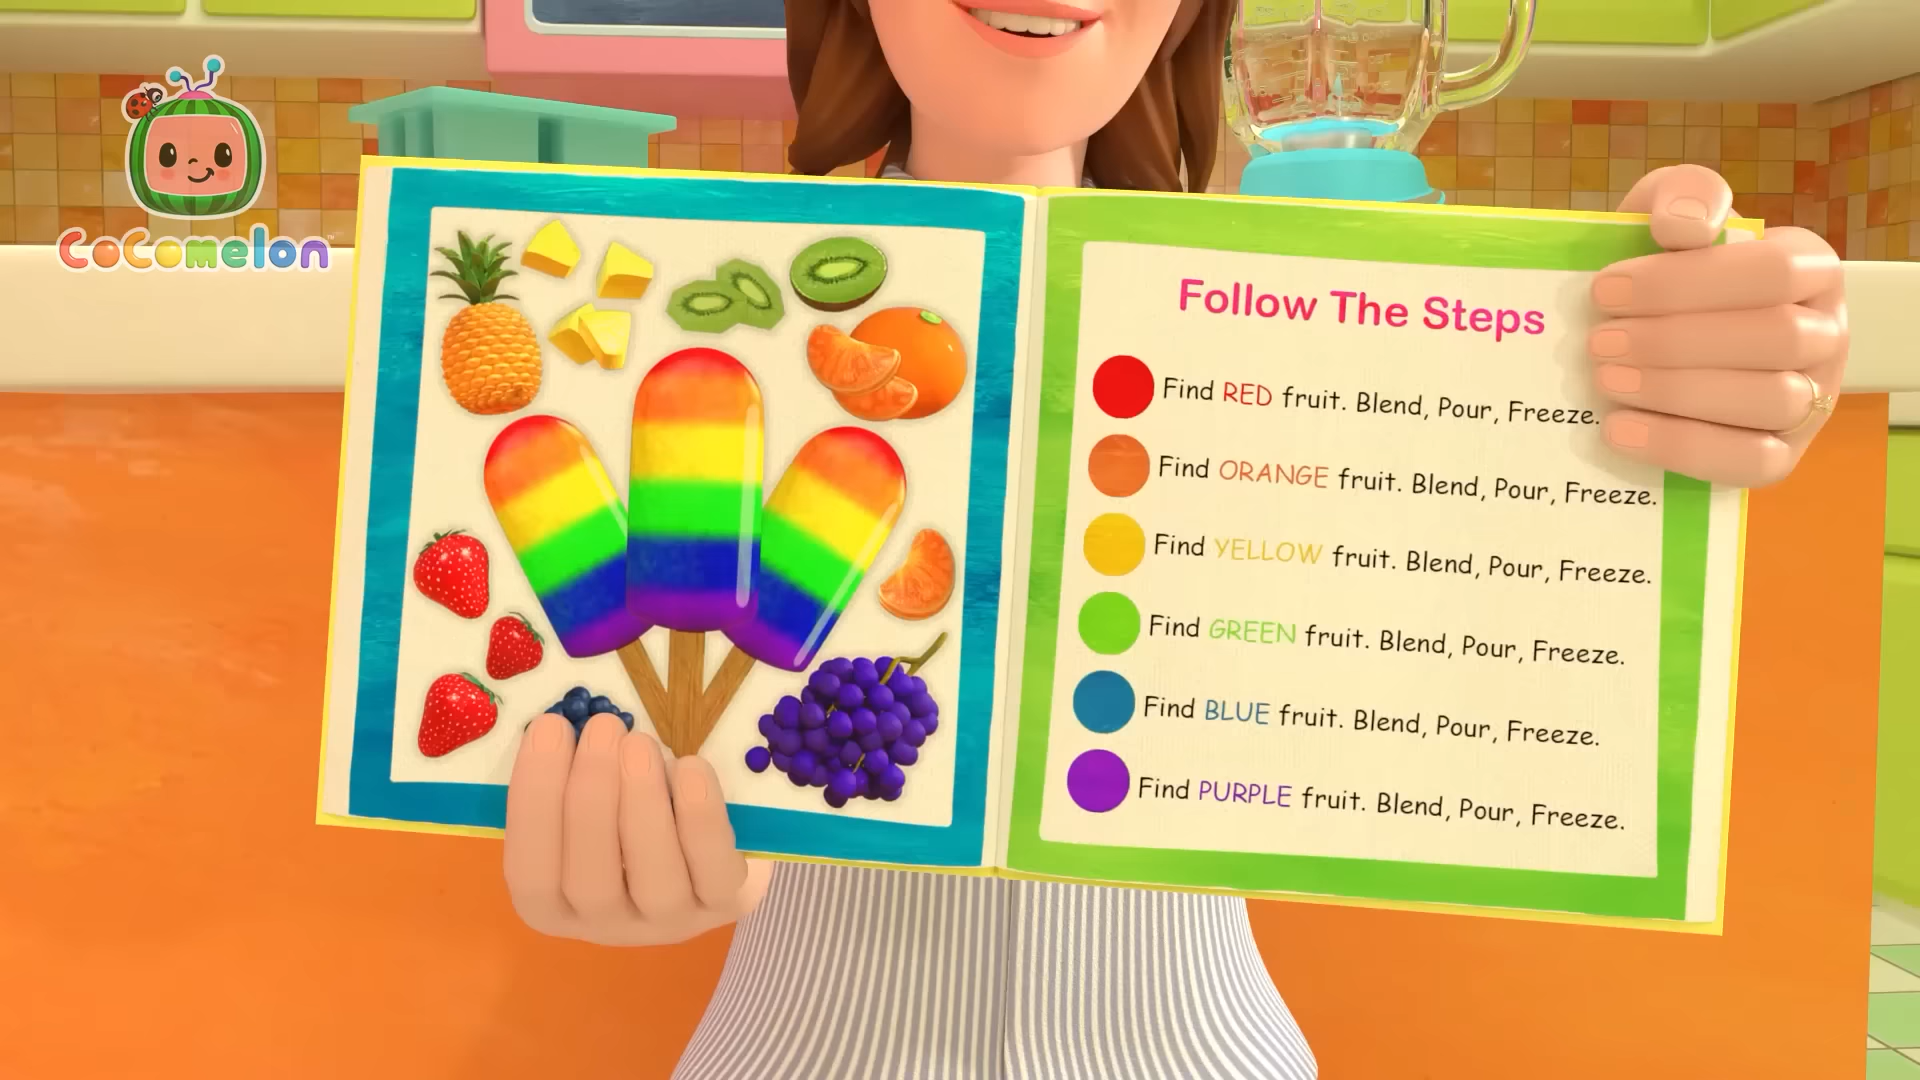 CoComelon
Follow The Steps
Find RED fruit. Blend, Pour, Freeze.
Find ORANGE fruit. Blend, Pour, Freeze.
Find YELLOW fruit. Blend, Pour, Freeze.
Find GREEN fruit. Blend, Pour, Freeze.
Find BLUE fruit. Blend, Pour, Freeze.
Find PURPLE fruit. Blend, Pour, Freeze.